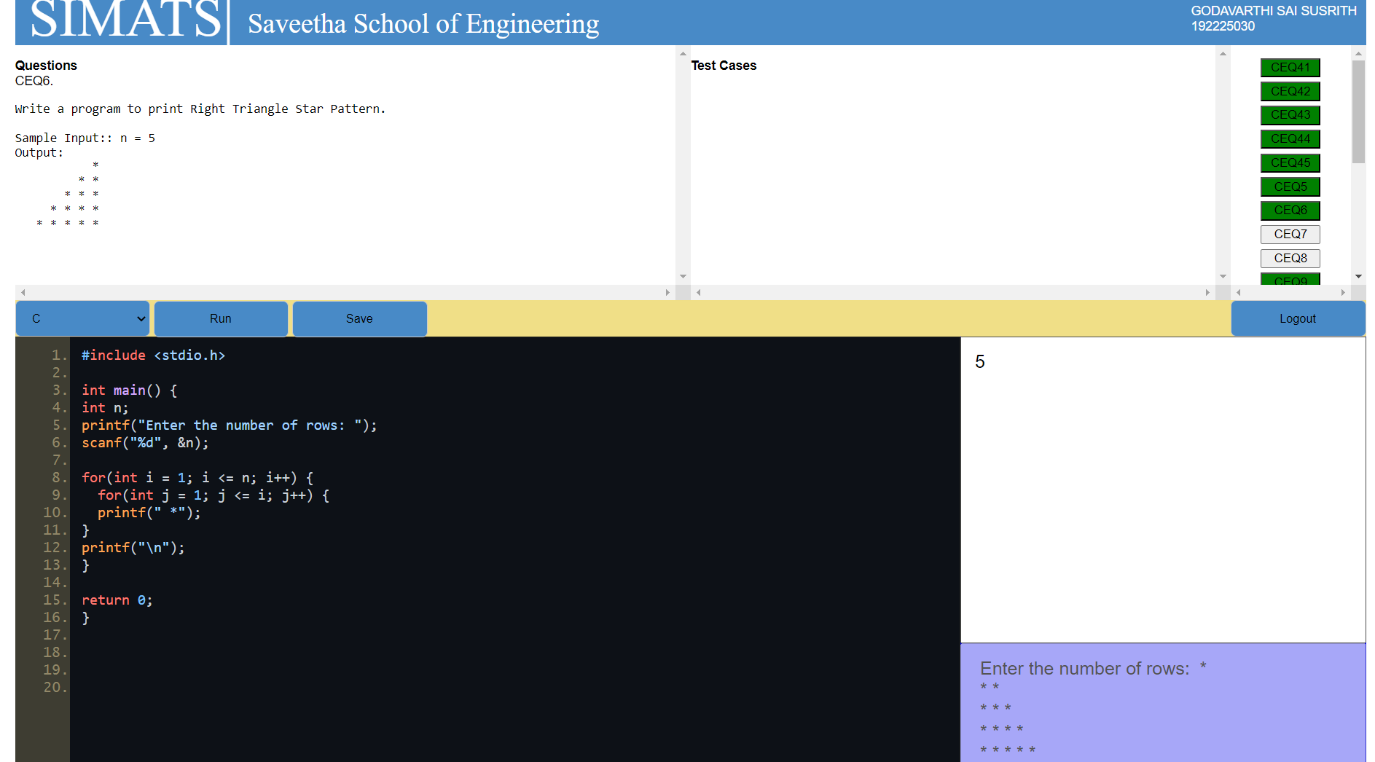 SIMATS Saveetha School of Engineering
GODAVARTHI SAI SUSRITH
192225030
Questions
CEQ6.
Write a program to print Right Triangle Star Pattern.
Sample Input:: n = 5
Output:
*
* *
* * *
* * * *
* * * * *
Test Cases
CEQ41
CEQ42
CEQ43
CEQ44
CEQ45
CEQ5
CEQ6
CEQ7
CEQ8
CEQ9
C Run Save Logout
1. #include <stdio.h>
2.
3. int main() {
4. int n;
5. printf("Enter the number of rows: ");
6. scanf("%d", &n);
7.
8. for(int i = 1; i <= n; i++) {
9.   for(int j = 1; j <= i; j++) {
10.   printf(" *");
11. }
12. printf("\n");
13. }
14.
15. return 0;
16. }
17.
18.
19.
20.
5
Enter the number of rows: *
* *
* * *
* * * *
* * * * *